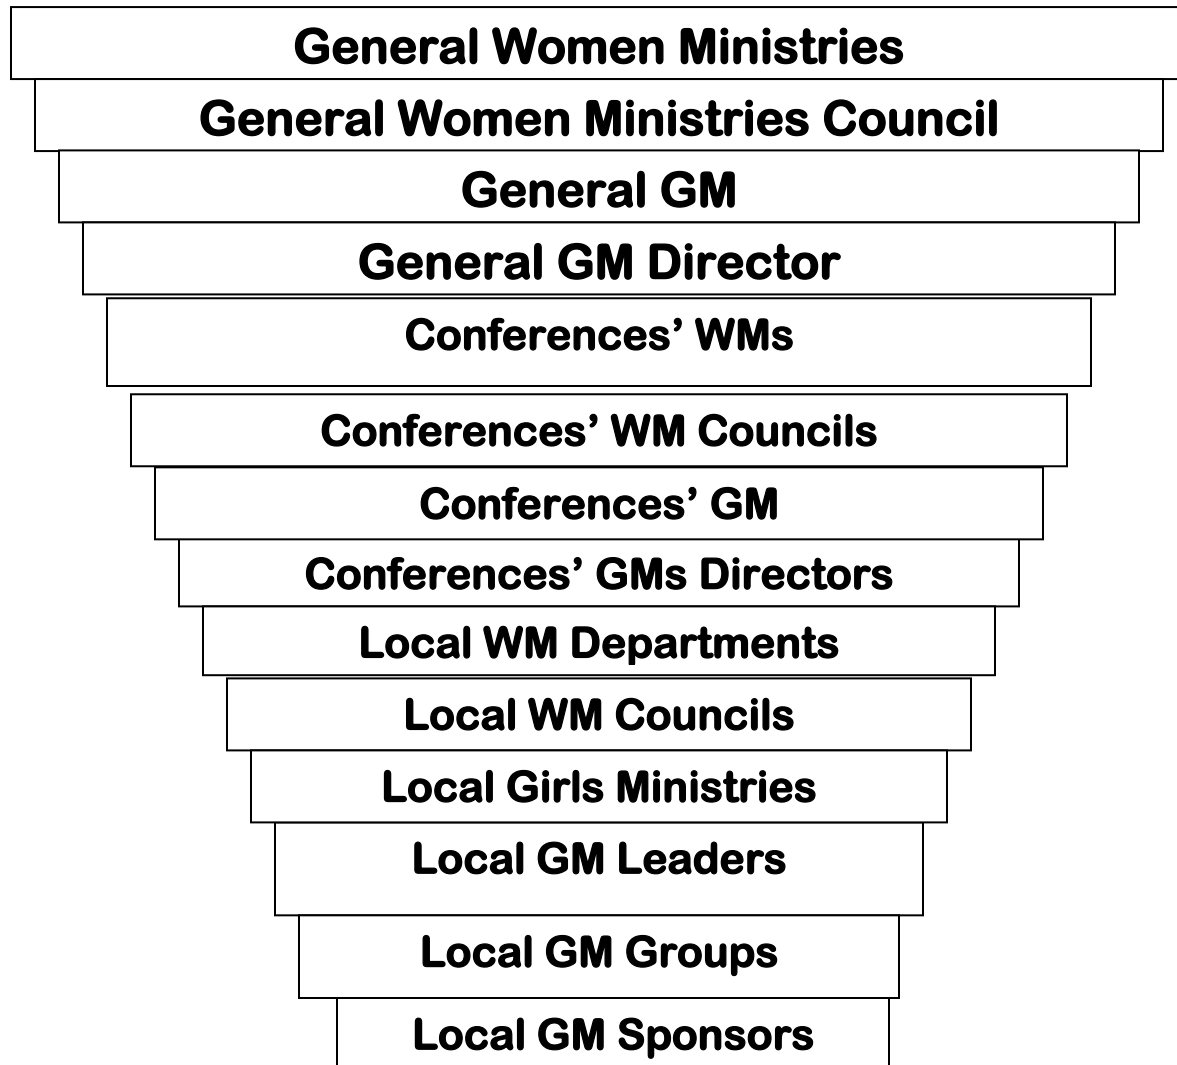 General Women Ministries
General Women Ministries Council
General GM
General GM Director
Conferences’ WMs
Conferences’ WM Councils
Conferences’ GM
Conferences’ GMs Directors
Local WM Departments
Local WM Councils
Local Girls Ministries
Local GM Leaders
Local GM Groups
Local GM Sponsors